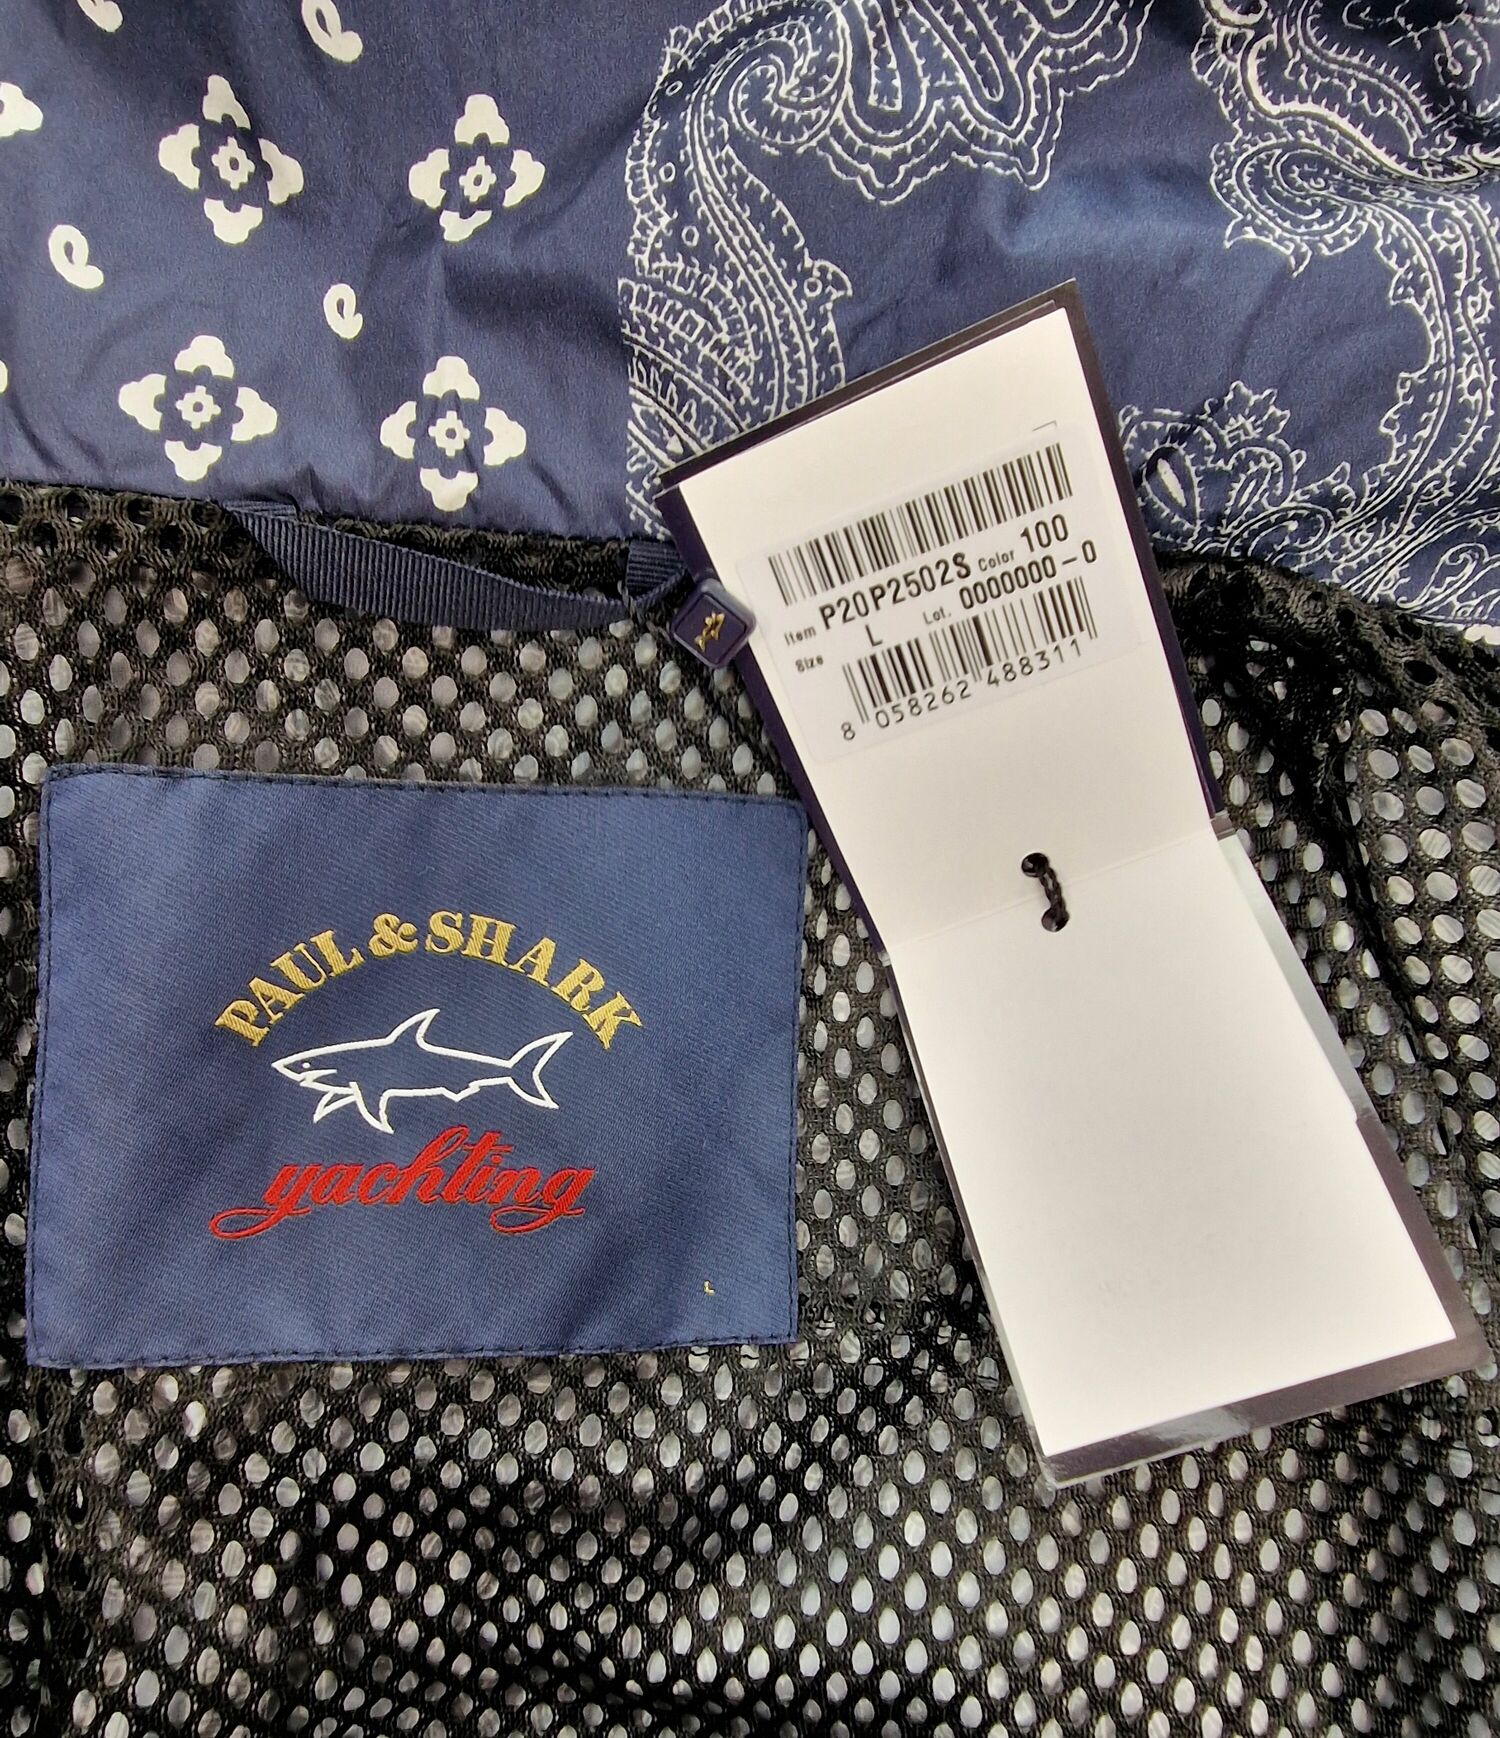 Item P20P2502S Color 100
Size L Lot. 0000000-0
8 058262 488311
PAUL & SHARK
yachting
L